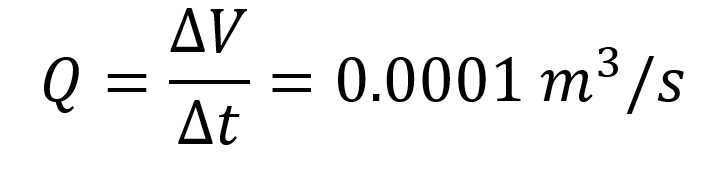 Q = ΔV/Δt = 0.0001 m³/s